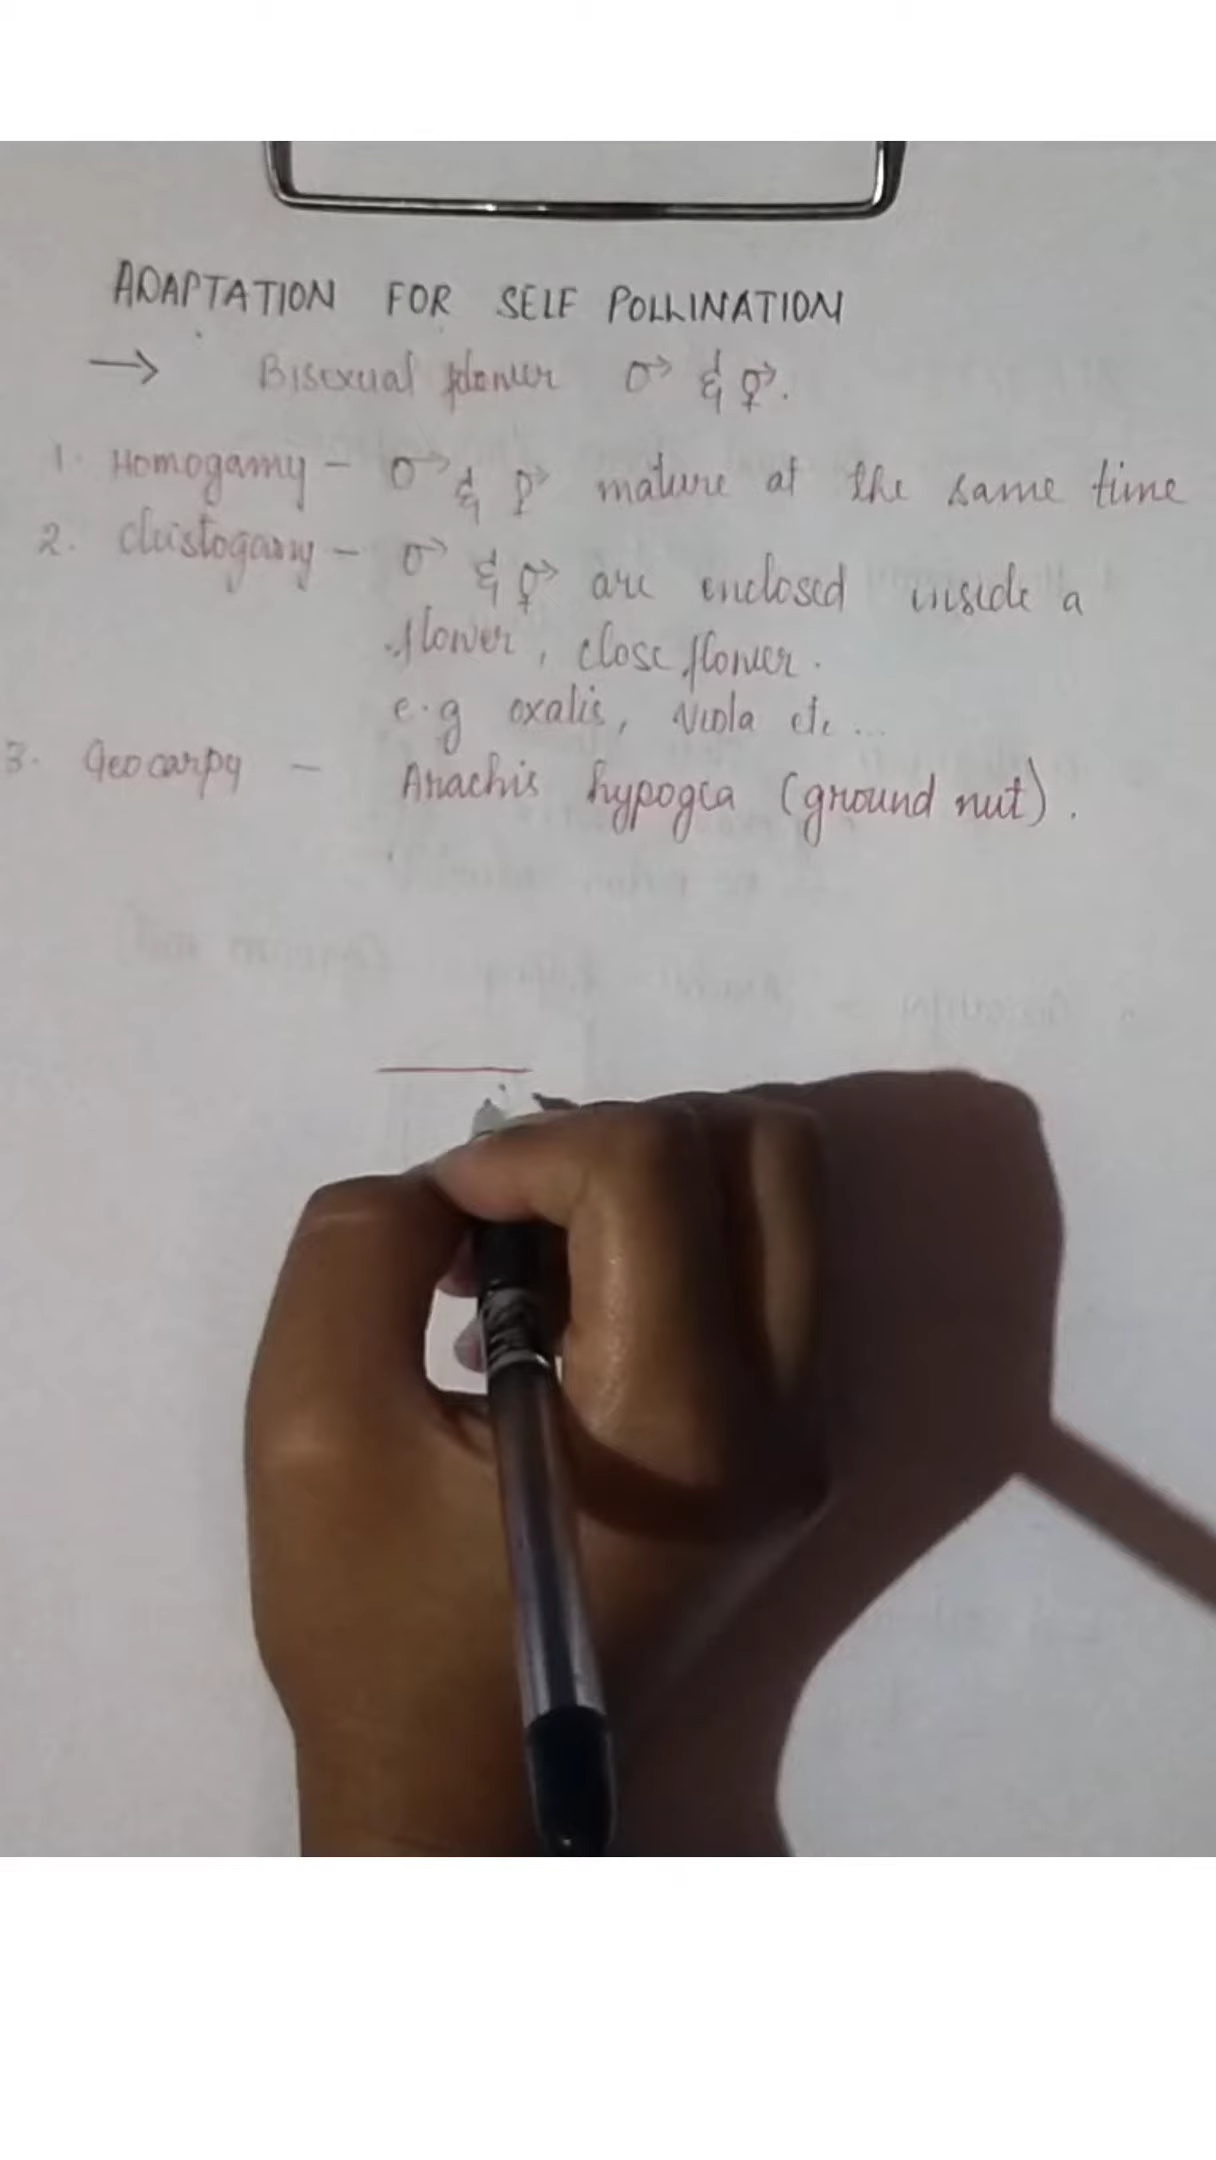 ADAPTATION FOR SELF POLLINATION
→ Bisexual flower ♂ & ⚥.
1. Homogamy - ♂ & ⚥ mature at the same time
2. Cleistogamy - ♂ & ⚥ are enclosed inside a
flower, close flower.
e.g oxalis, Viola etc...
3. Geocarpy - Arachis hypogea (ground nut).